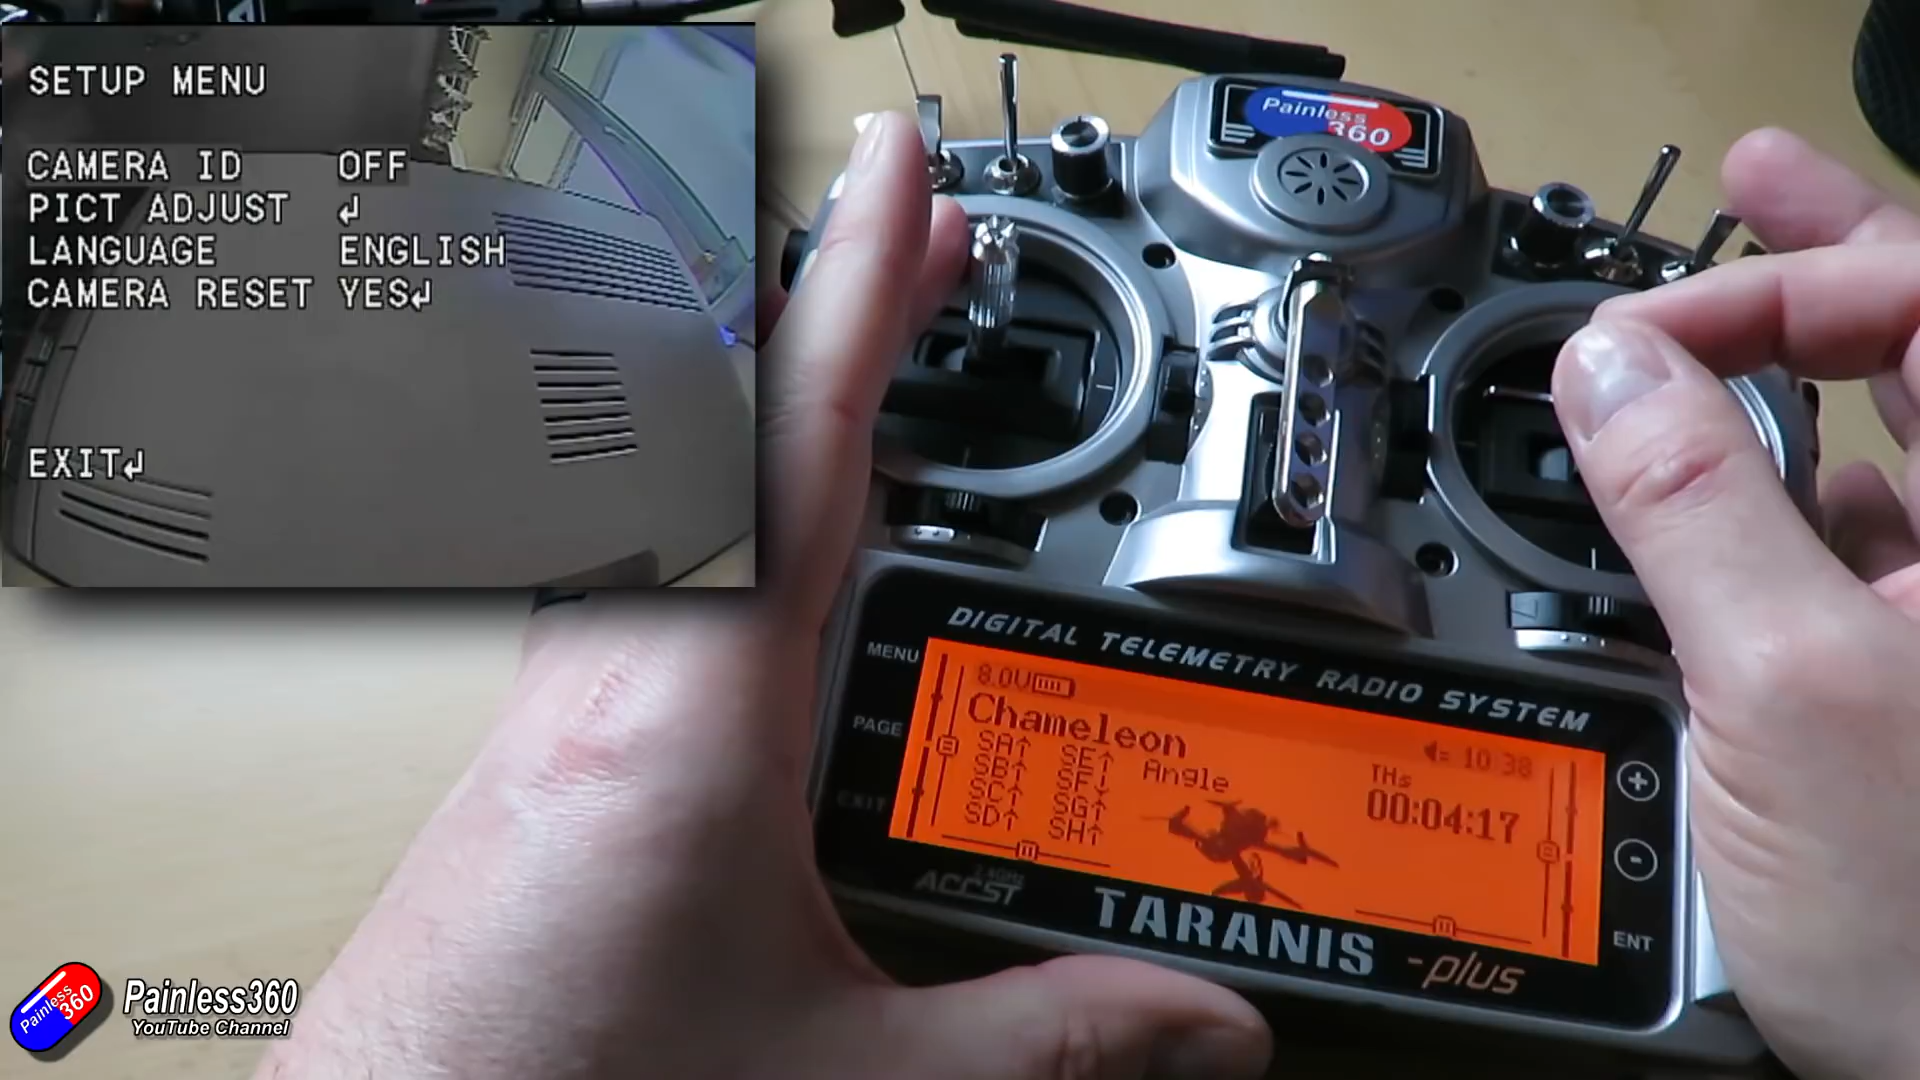 SETUP MENU
CAMERA ID OFF
PICT ADJUST ↲
LANGUAGE ENGLISH
CAMERA RESET YES↲
EXIT↲
Painless
360
DIGITAL TELEMETRY RADIO SYSTEM
MENU
PAGE
EXIT
8.0V
Chameleon
SA↑ SE↑ Angle
SB↑
SC↑ SG↑
SD↑ SH↑
10:38
THs
00:04:17
ENT
ACCST
TARANIS -plus
Painless
360
Painless360
YouTube Channel